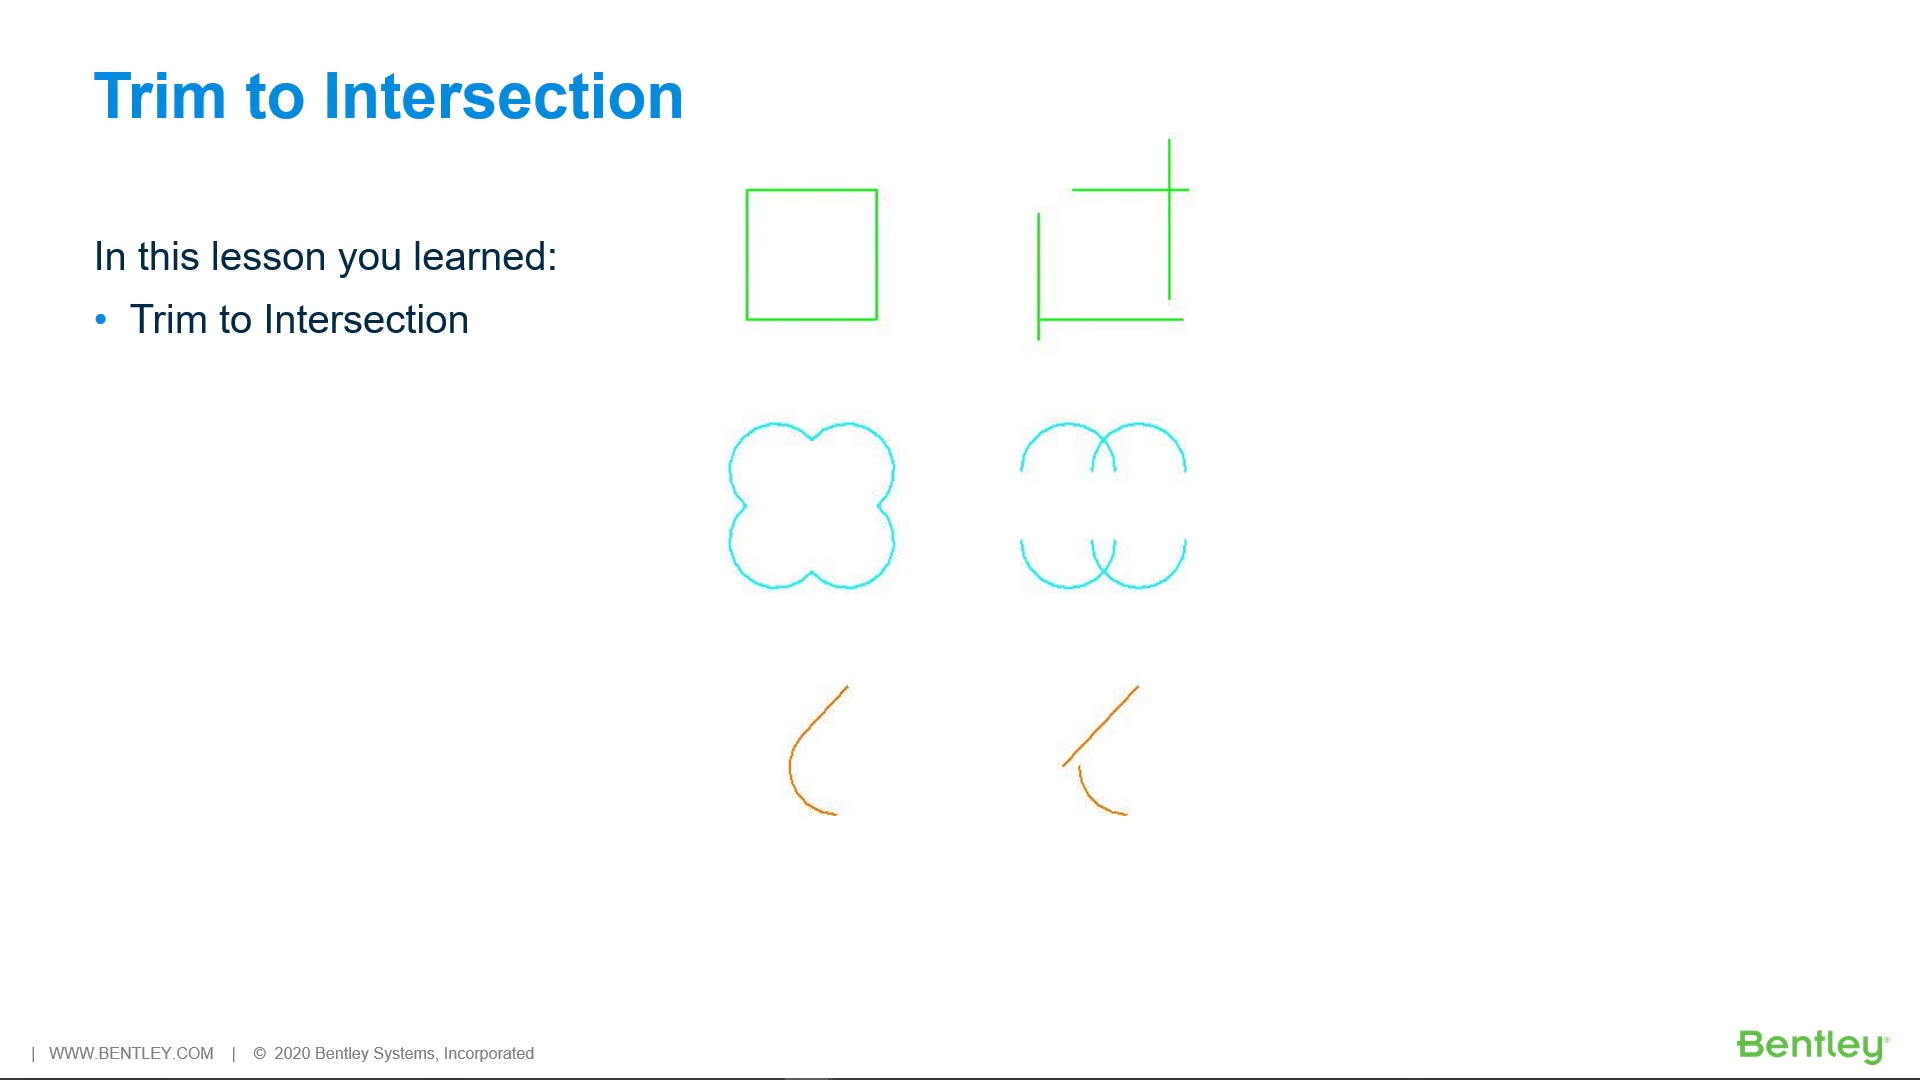 Trim to Intersection
In this lesson you learned:
• Trim to Intersection
| WWW.BENTLEY.COM | © 2020 Bentley Systems, Incorporated
Bentley®